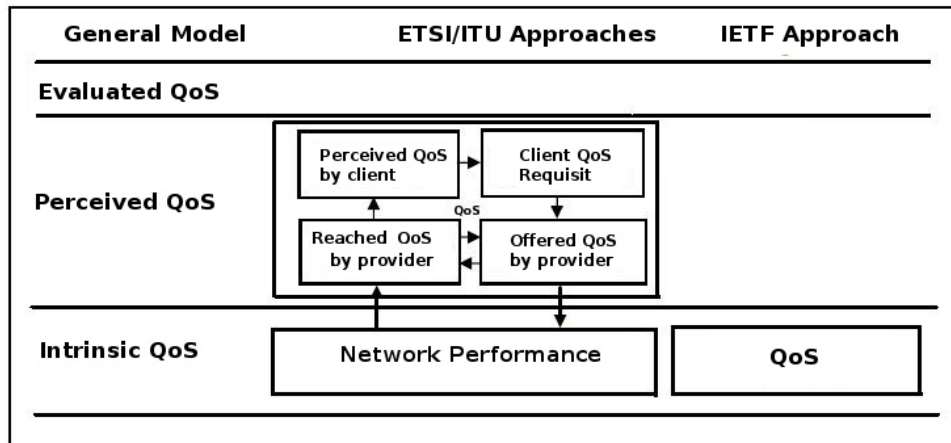 General Model ETSI/ITU Approaches IETF Approach
Evaluated QoS
Perceived QoS
Perceived QoS
by client
Client QoS
Requisit
QoS
Reached OoS
by provider
Offered QoS
by provider
Intrinsic QoS
Network Performance
QoS